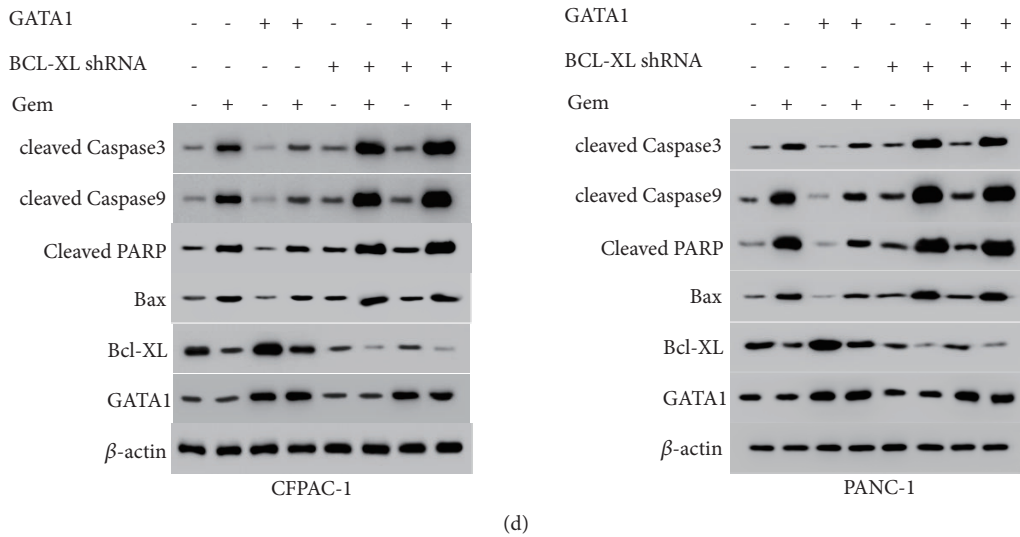 GATA1 - - + + - - + +
BCL-XL shRNA - - - - + + + +
Gem - + - + - + - +
cleaved Caspase3
cleaved Caspase9
Cleaved PARP
Bax
Bcl-XL
GATA1
β-actin
CFPAC-1
GATA1 - - + + - - + +
BCL-XL shRNA - - - - + + + +
Gem - + - + - + - +
cleaved Caspase3
cleaved Caspase9
Cleaved PARP
Bax
Bcl-XL
GATA1
β-actin
PANC-1
(d)